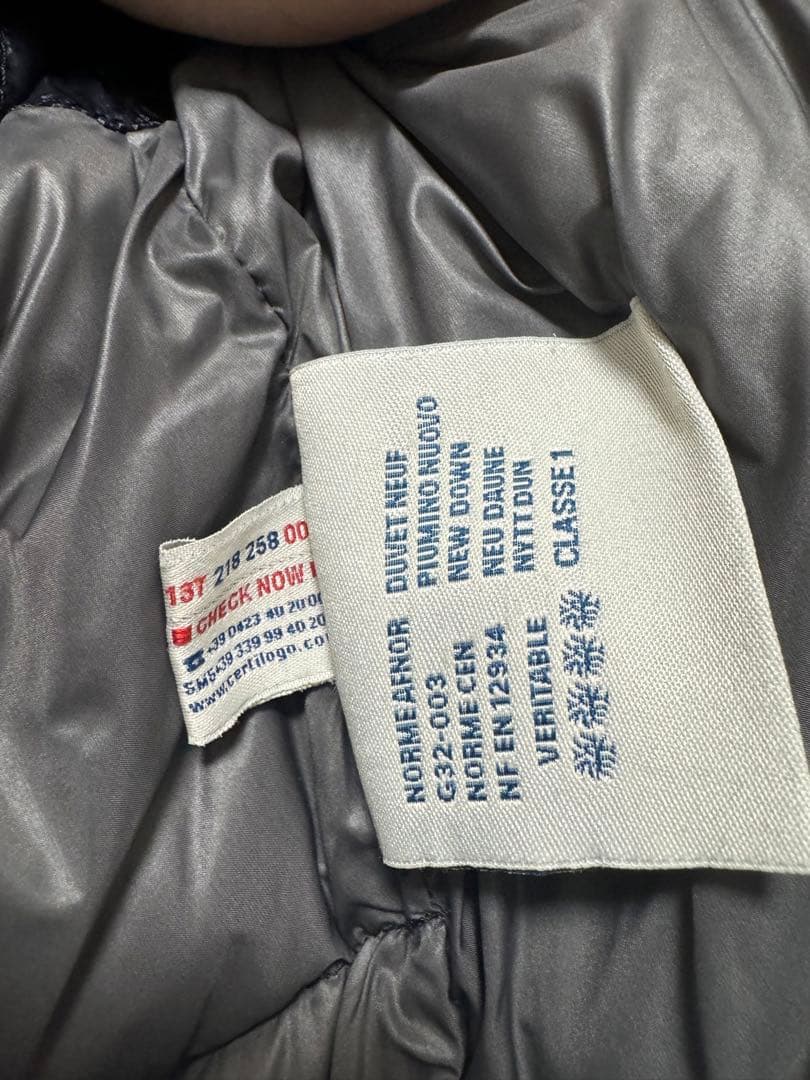 DUVET NEUF
PIUMINO NUOVO
NEW DOWN
NEU DAUNE
NYTT DUN
CLASSE 1
NORME AFNOR
G32-003
NORME CEN
NF EN 12934
VERITABLE
137 218 258 00
CHECK NOW
+39 0423 40 20 0
SMS+39 339 99 40 20
www.certilogo.co